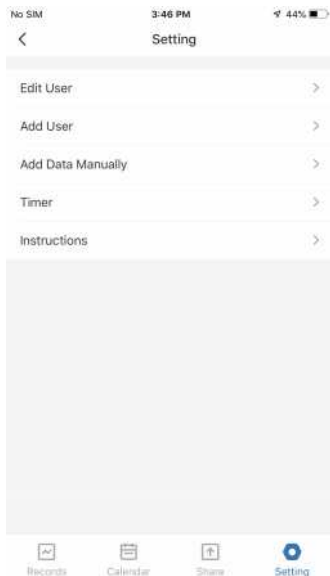 No SIM 3:46 PM 44%
Setting
Edit User
Add User
Add Data Manually
Timer
Instructions
Records Calendar Share Setting